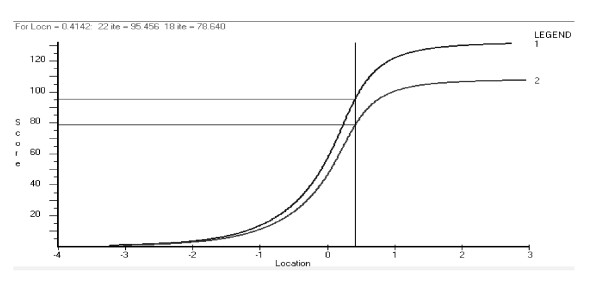 For Locn = 0.4142: 22 ite = 95.456 18 ite = 78.640
LEGEND
1
2
120
100
80
60
40
20
Score
-4 -3 -2 -1 0 1 2 3
Location